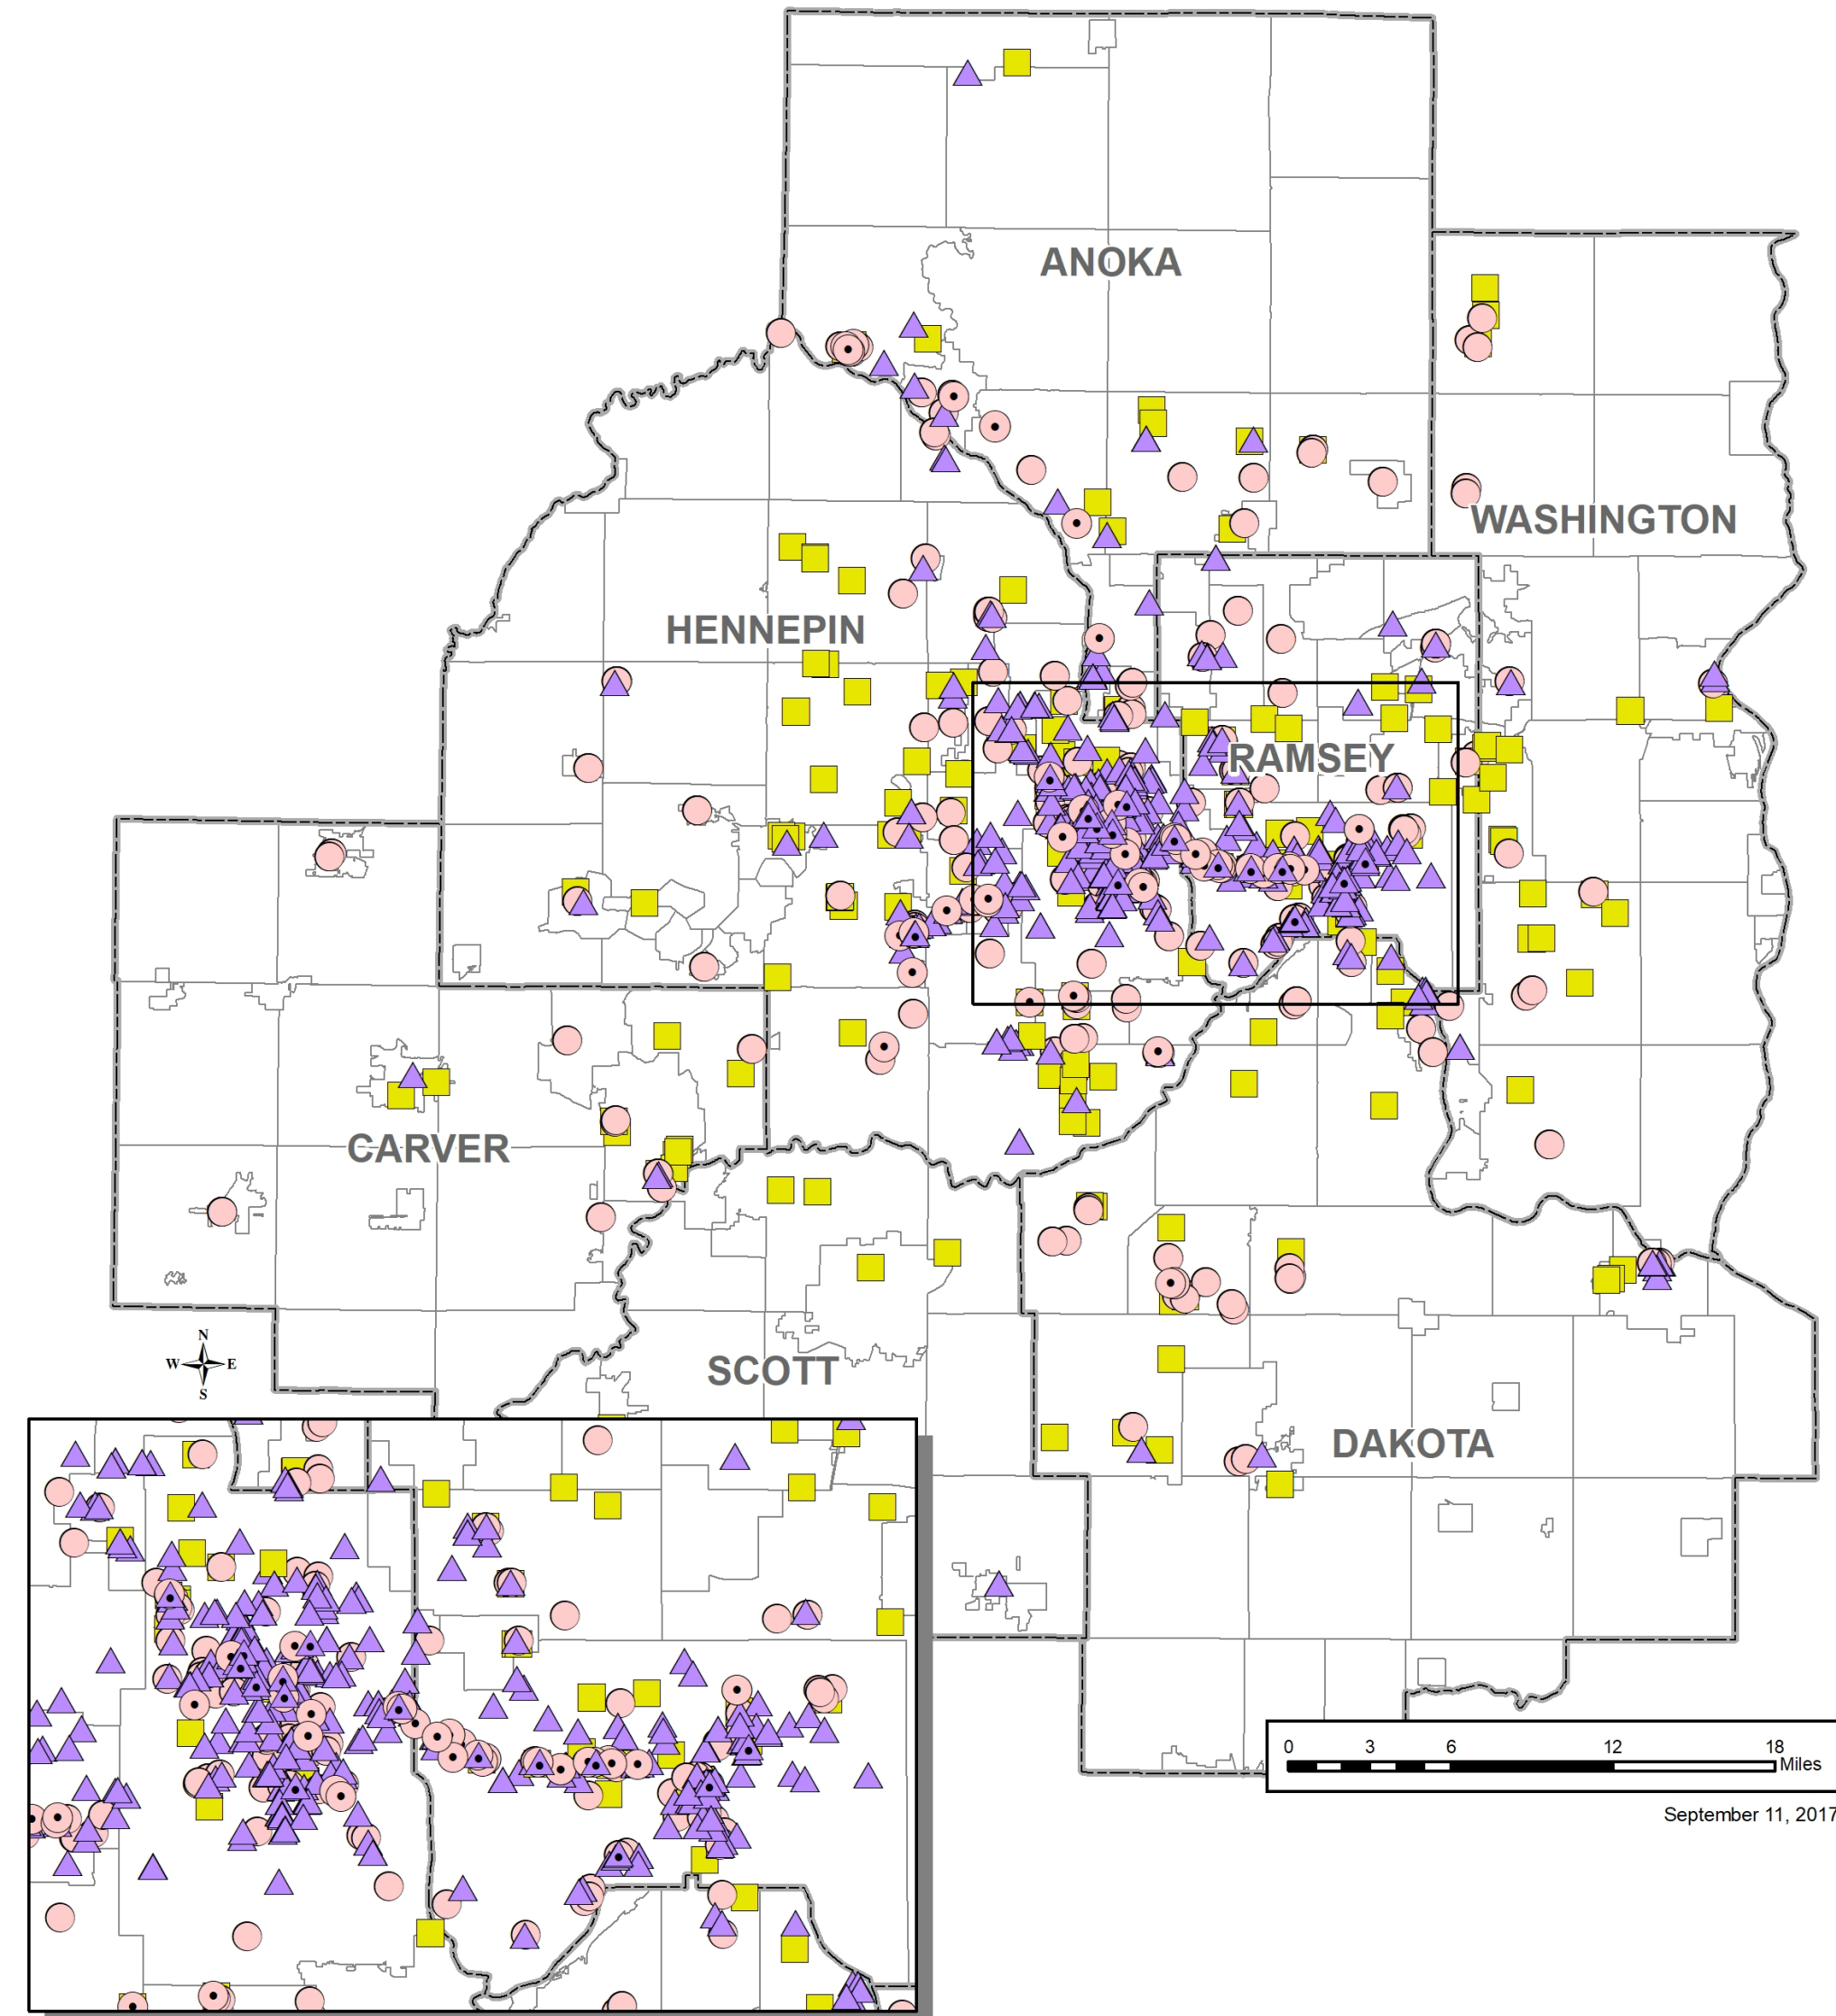 ANOKA
WASHINGTON
HENNEPIN
RAMSEY
CARVER
N
W E
S
SCOTT
DAKOTA
0 3 6 12 18
Miles
September 11, 2017